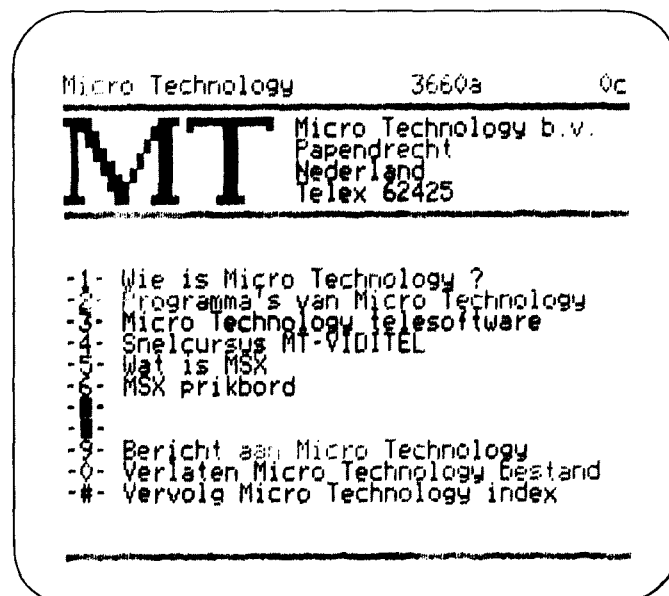 Micro Technology 3660a 0c
MT
Micro Technology b.v.
Papendrecht
Nederland
Telex 62425
-1- Wie is Micro Technology ?
-2- Programma's van Micro Technology
-3- Micro Technology telesoftware
-4- Snelcursus MT-VIDITEL
-5- Wat is MSX
-6- MSX prikbord
-9- Bericht aan Micro Technology
-0- Verlaten Micro Technology bestand
-#- Vervolg Micro Technology index